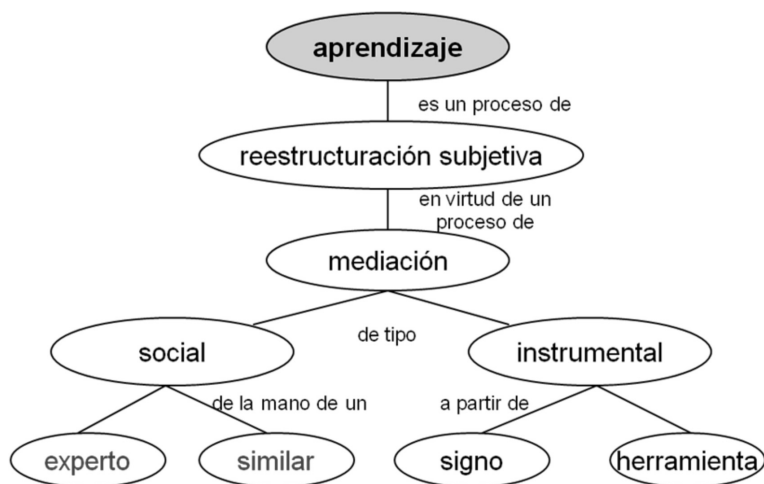 aprendizaje
es un proceso de
reestructuración subjetiva
en virtud de un
proceso de
mediación
social
de tipo
instrumental
de la mano de un
a partir de
experto
similar
signo
herramienta